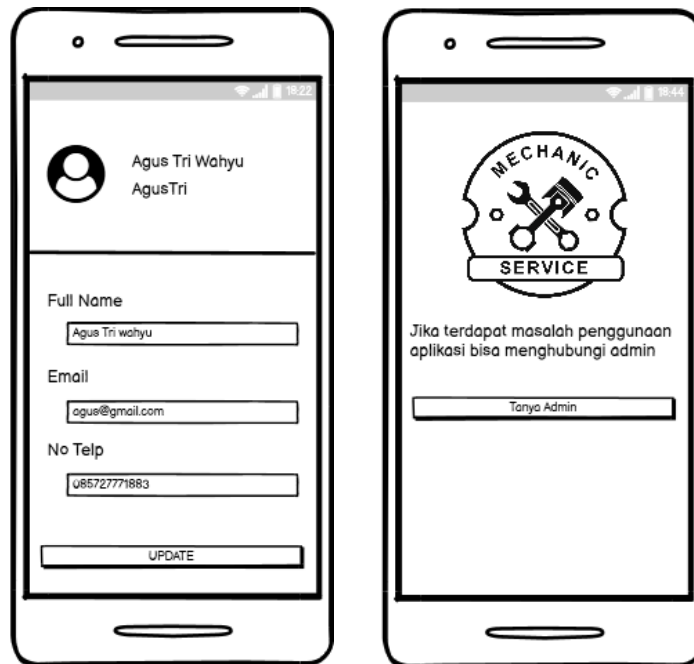 18:22
Agus Tri Wahyu
AgusTri
Full Name
Agus Tri wahyu
Email
agus@gmail.com
No Telp
085727771883
UPDATE
18:44
MECHANIC
SERVICE
Jika terdapat masalah penggunaan
aplikasi bisa menghubungi admin
Tanya Admin